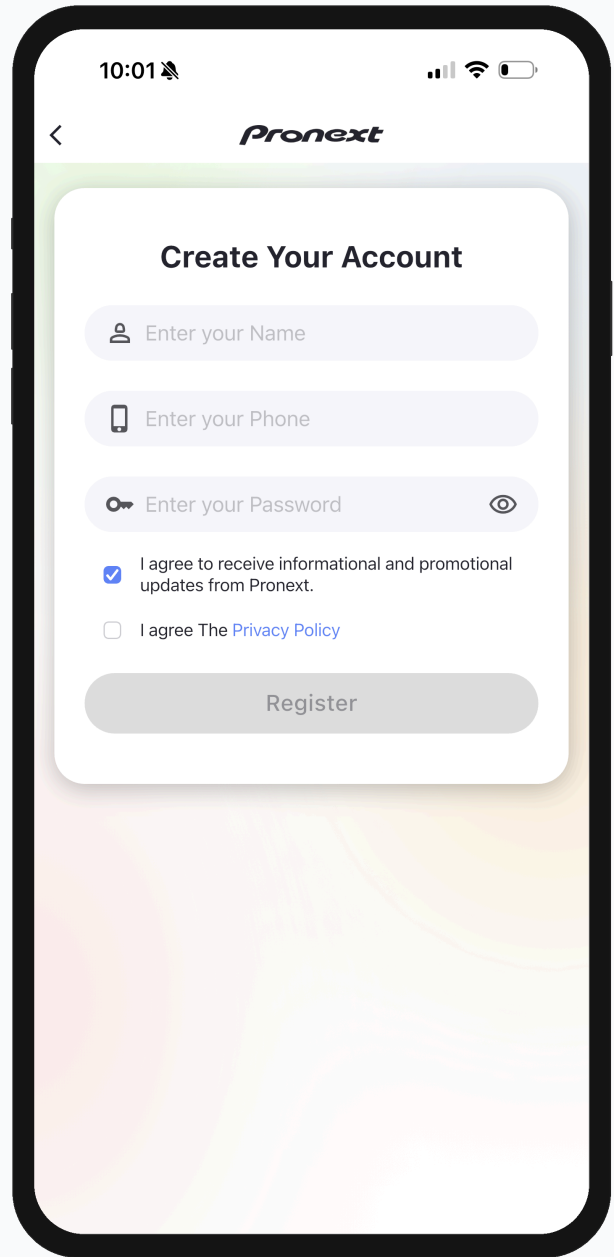 10:01
Pronext
Create Your Account
Enter your Name
Enter your Phone
Enter your Password
I agree to receive informational and promotional
updates from Pronext.
I agree The Privacy Policy
Register